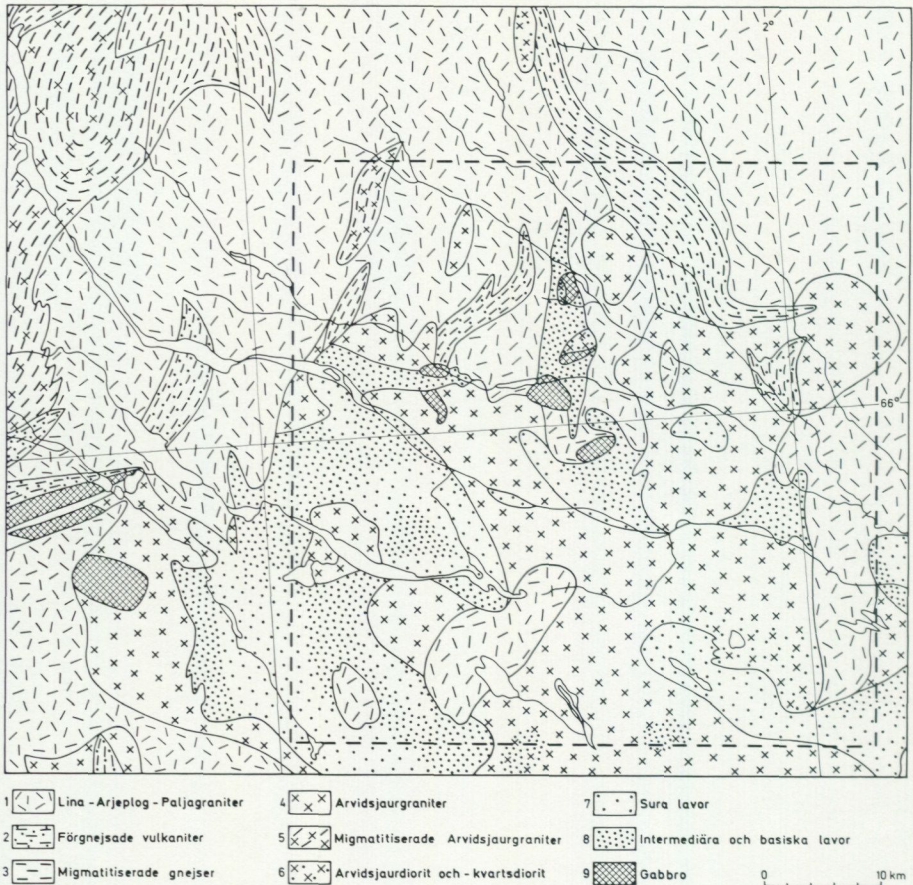 °
2°
66°
1 Lina - Arjeplog - Paljagraniter
2 Förgnejsade vulkaniter
3 Migmatitiserade gnejser
4 Arvidsjaurgraniter
5 Migmatitiserade Arvidsjaurgraniter
6 Arvidsjaurdiorit och - kvartsdiorit
7 Sura lavor
8 Intermediära och basiska lavor
9 Gabbro
0 10 km